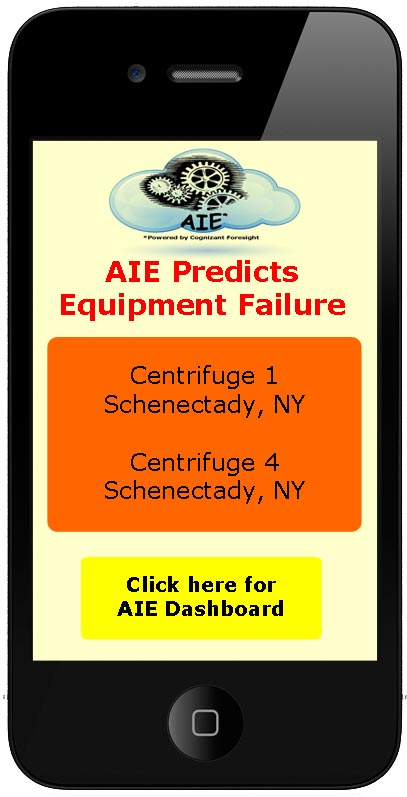 AIE*
*Powered by Cognizant Foresight
AIE Predicts
Equipment Failure
Centrifuge 1
Schenectady, NY
Centrifuge 4
Schenectady, NY
Click here for
AIE Dashboard